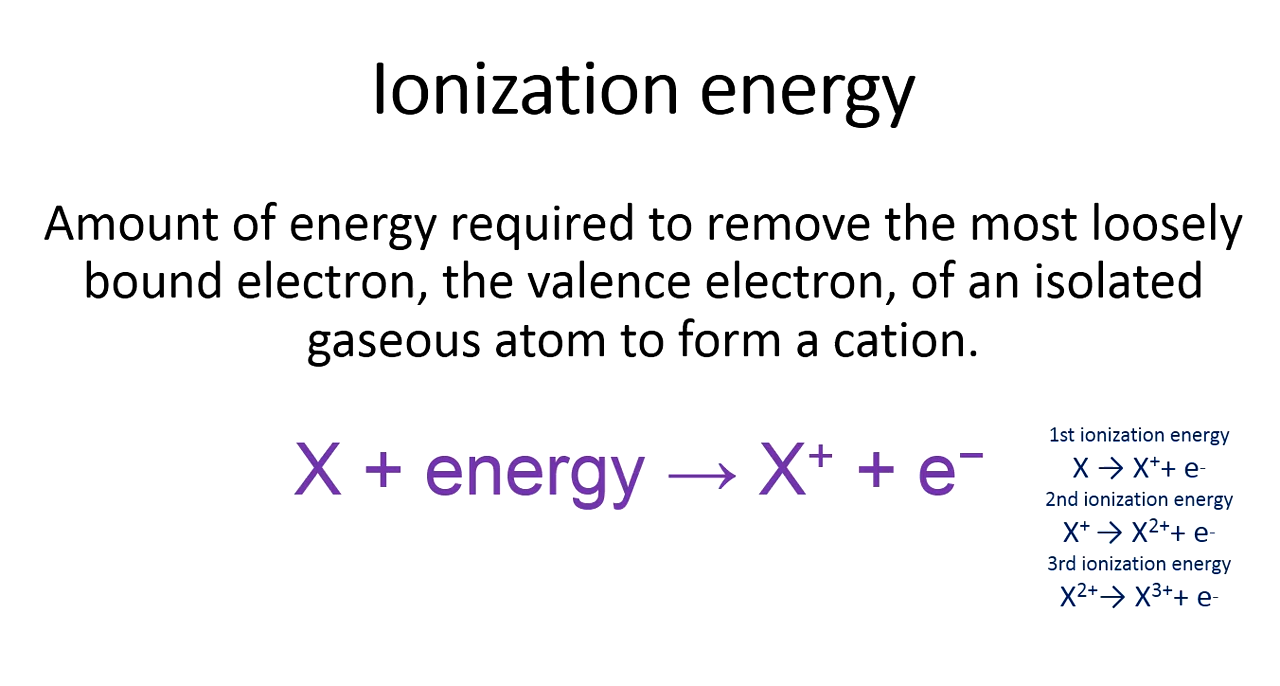 Ionization energy
Amount of energy required to remove the most loosely
bound electron, the valence electron, of an isolated
gaseous atom to form a cation.
X + energy → X⁺ + e⁻
1st ionization energy
X → X⁺+ e-
2nd ionization energy
X⁺ → X²⁺+ e-
3rd ionization energy
X²⁺→ X³⁺+ e-